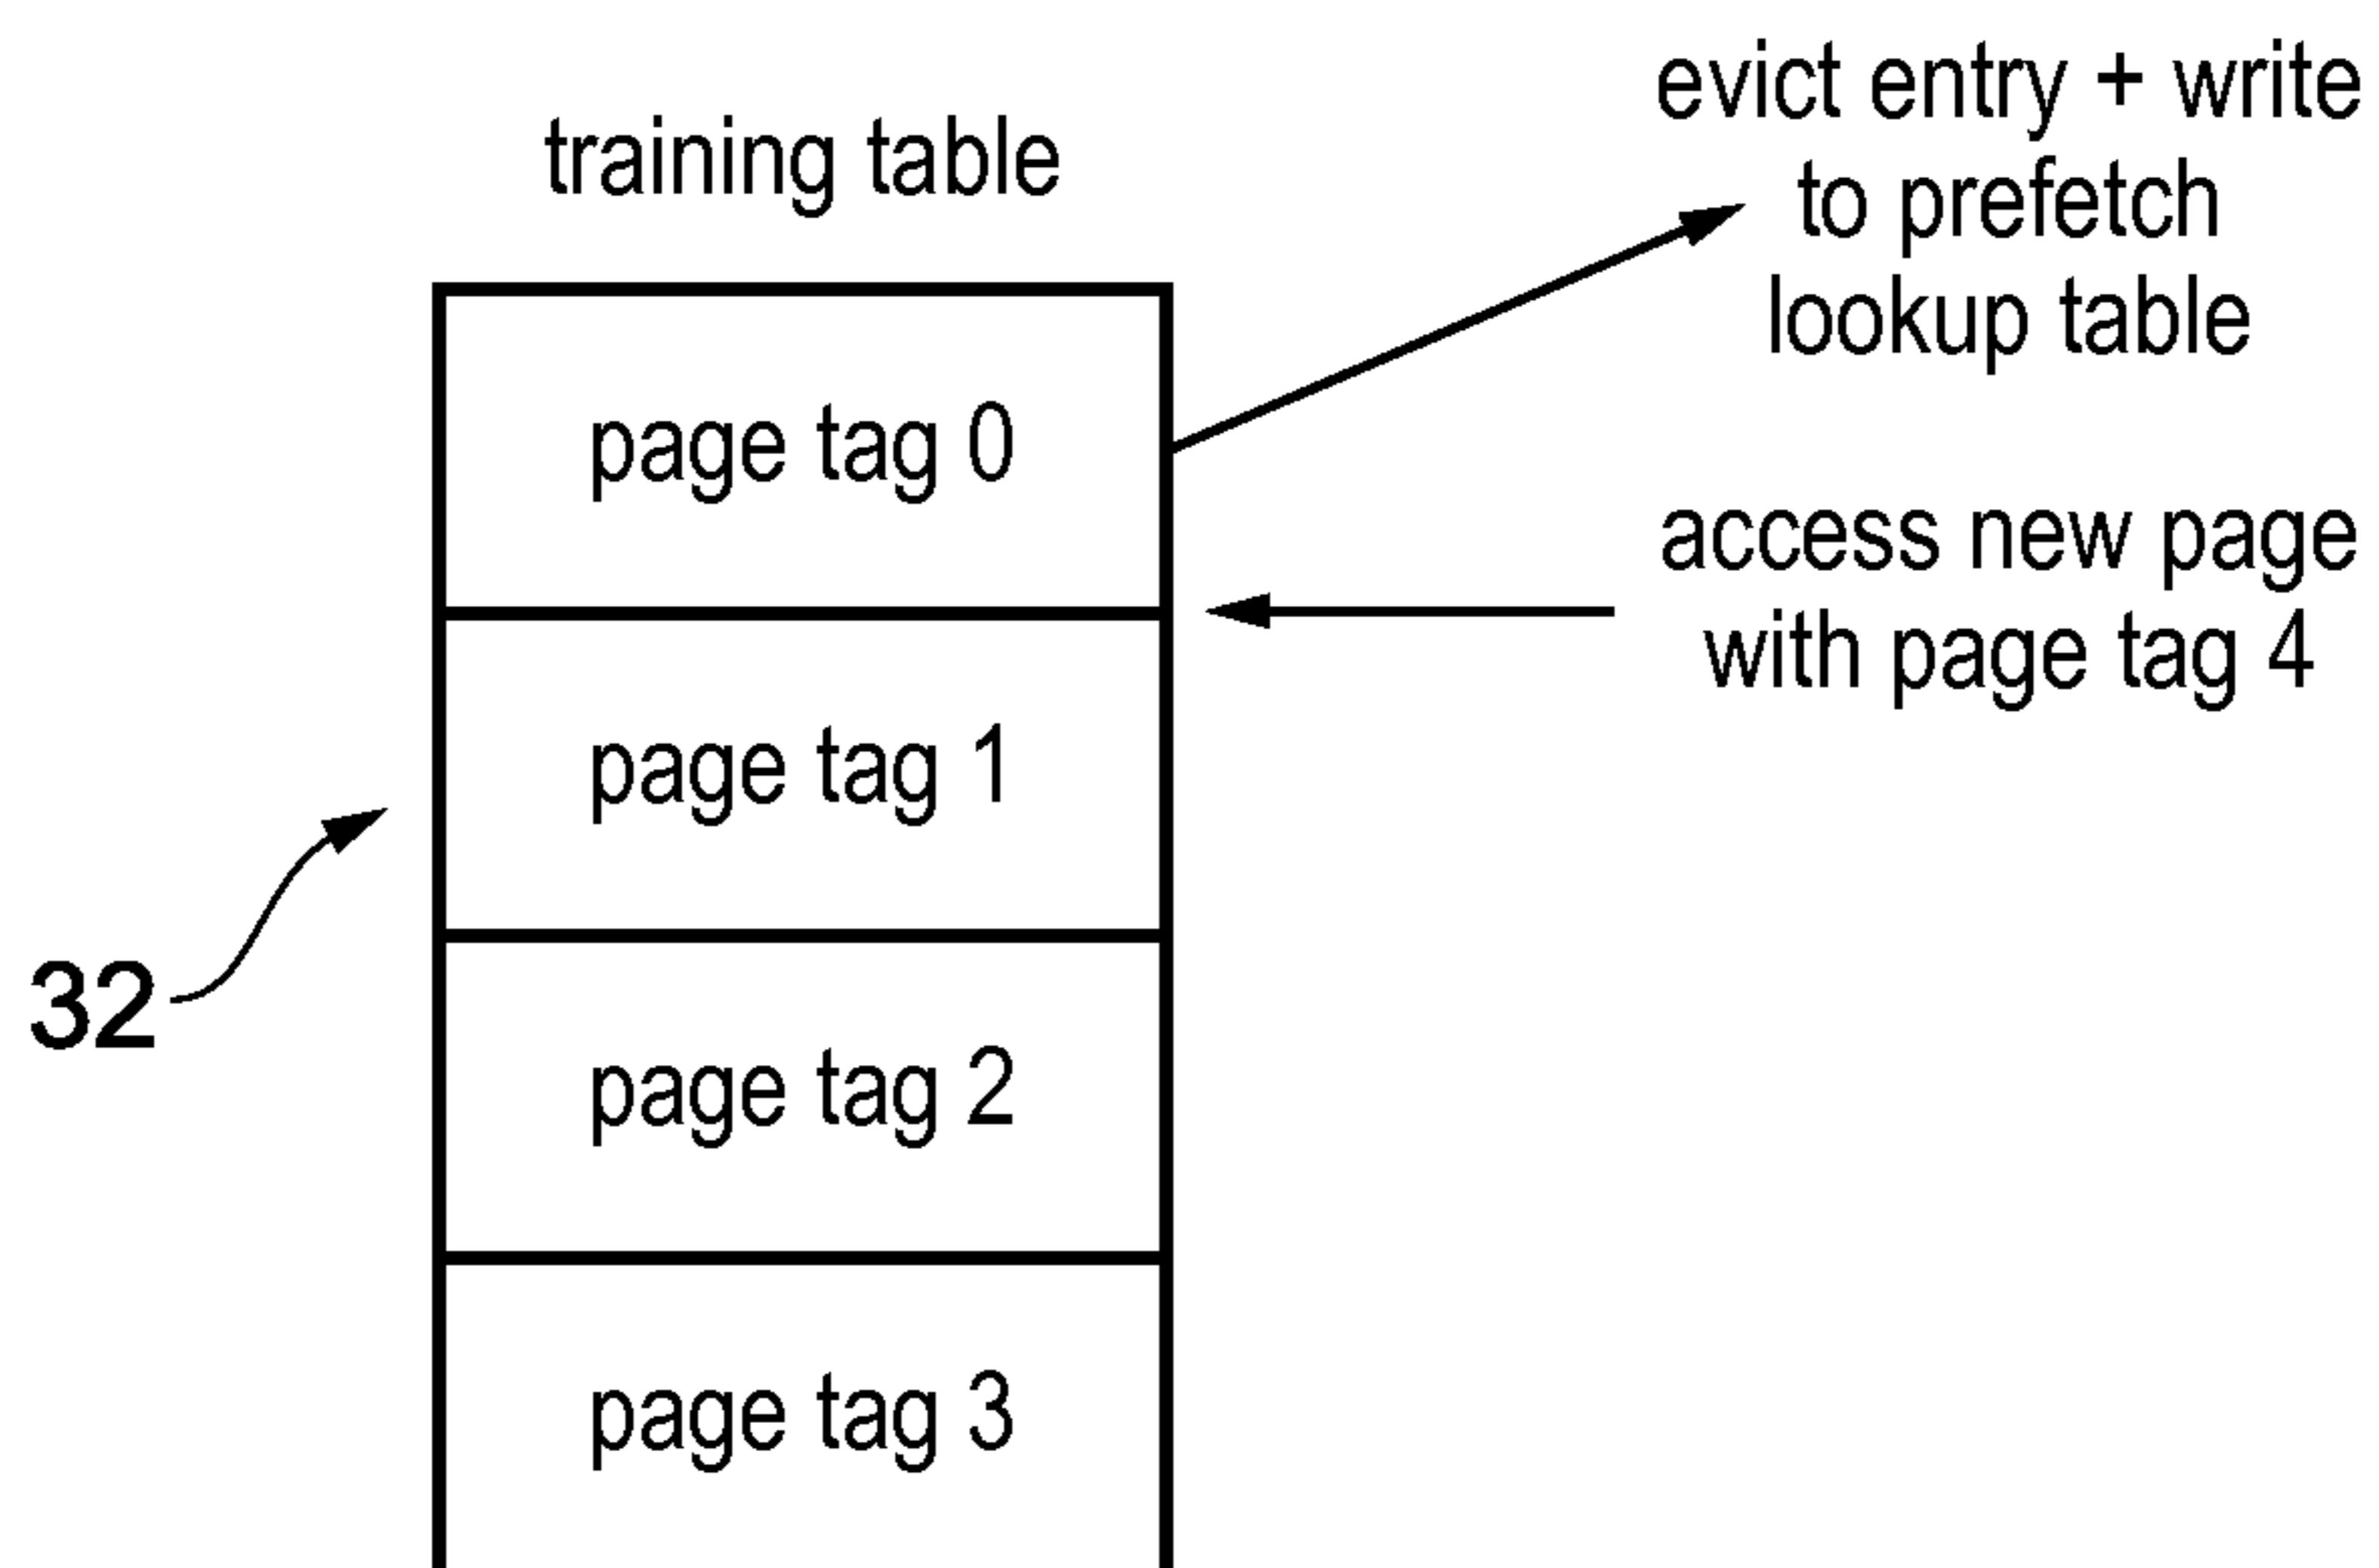 training table
evict entry + write
to prefetch
lookup table
page tag 0
access new page
with page tag 4
page tag 1
32
page tag 2
page tag 3